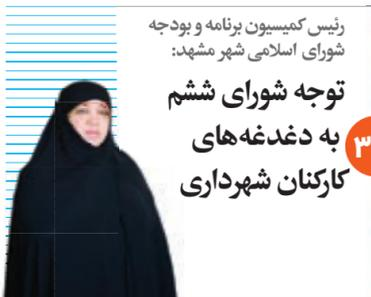 رئیس کمیسیون برنامه و بودجه
شورای اسلامی شهر مشهد:
توجه شورای ششم
به دغدغه‌های
کارکنان شهرداری
۳